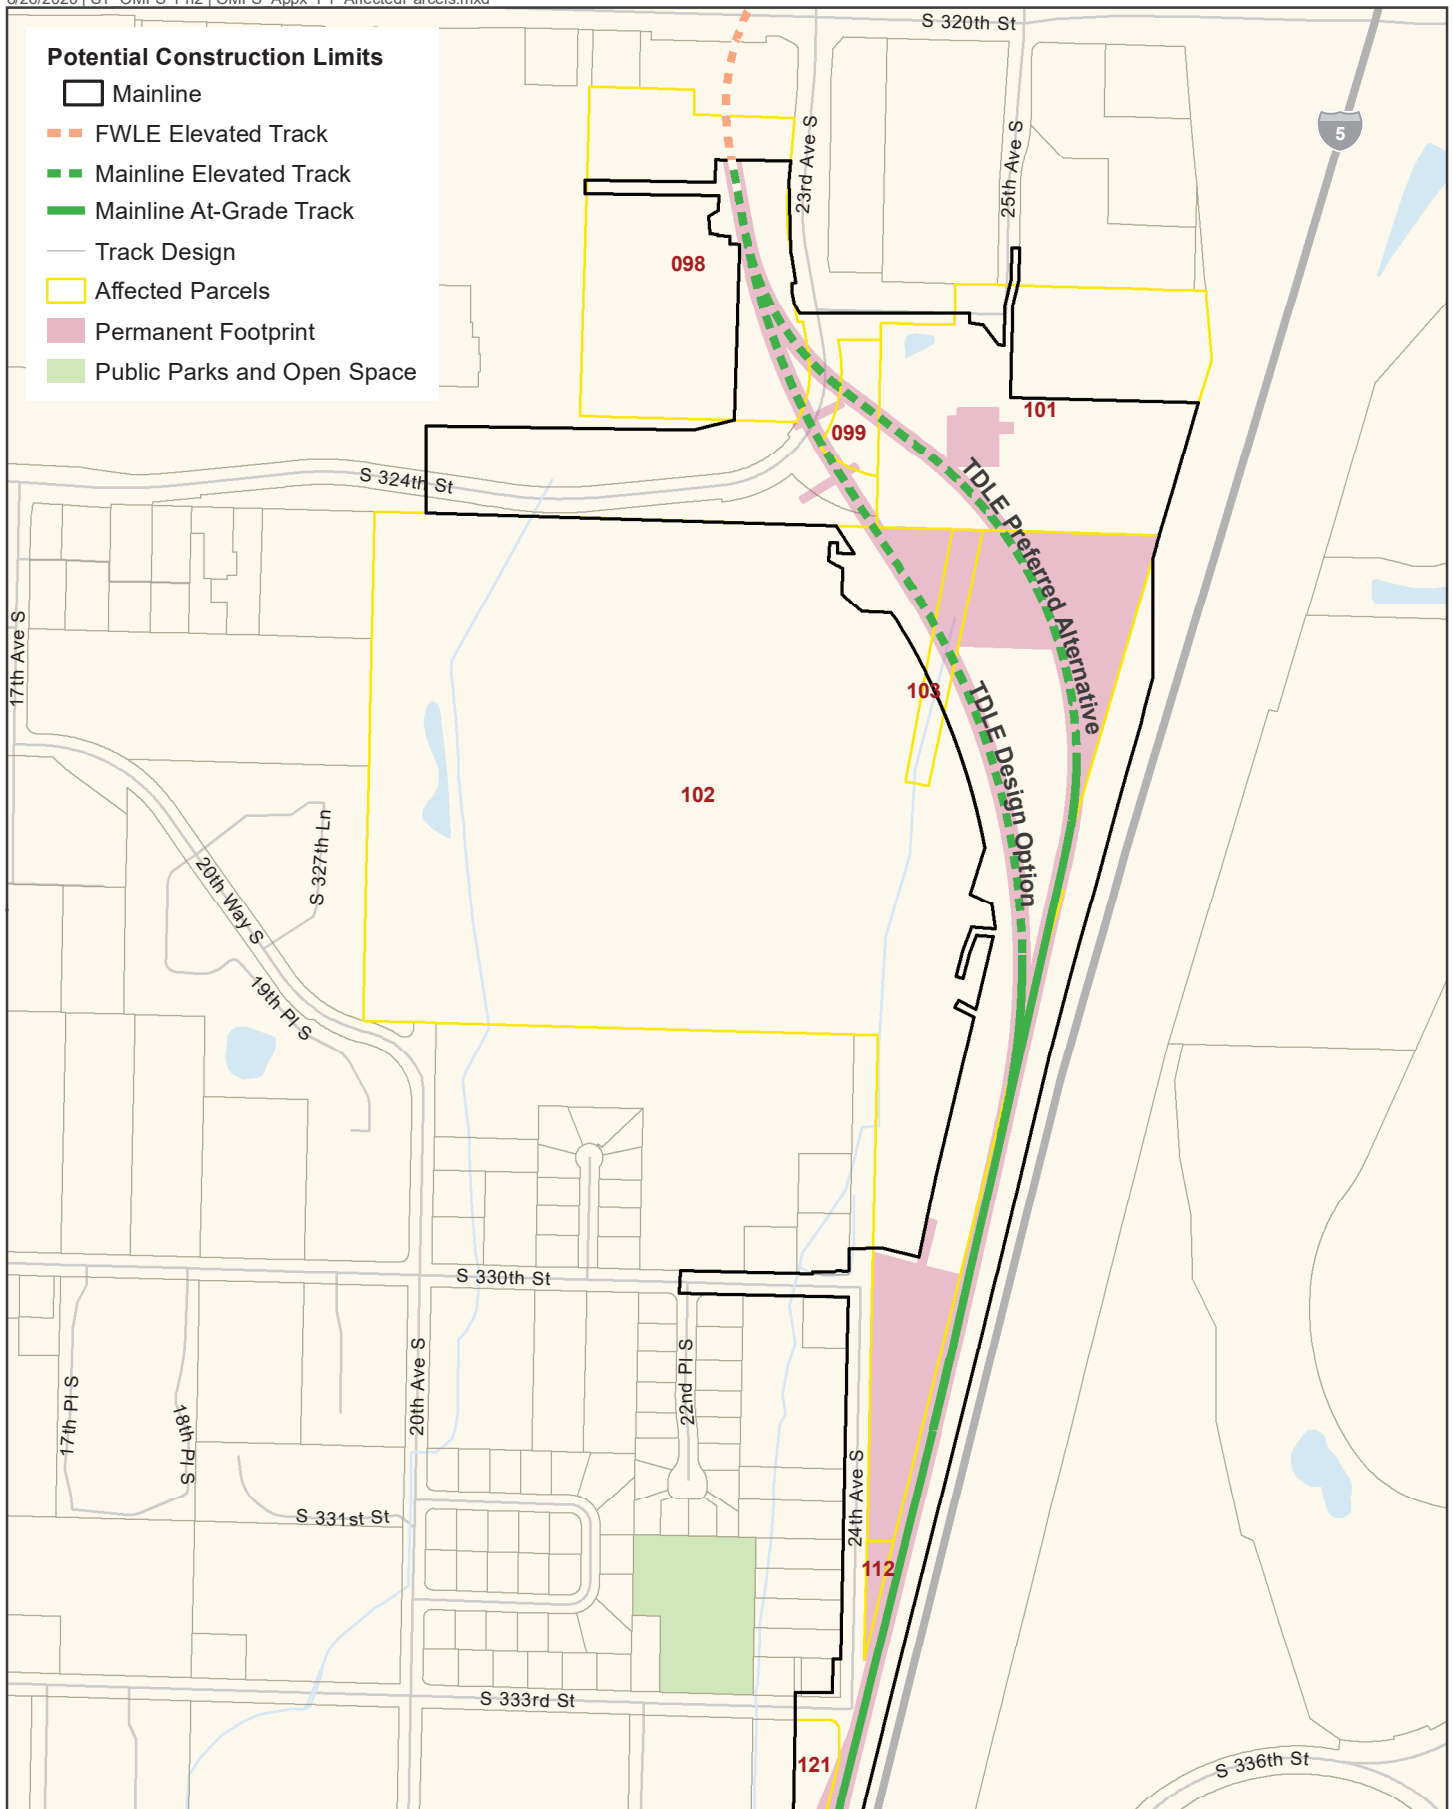 Potential Construction Limits
Mainline
FWLE Elevated Track
Mainline Elevated Track
Mainline At-Grade Track
Track Design
Affected Parcels
Permanent Footprint
Public Parks and Open Space
S 320th St
5
23rd Ave S
25th Ave S
098
101
099
S 324th St
TDLE Preferred Alternative
17th Ave S
103
TDLE Design Option
102
S 327th Ln
20th Way S
19th Pl S
S 330th St
20th Ave S
22nd Pl S
17th Pl S
18th Pl S
24th Ave S
S 331st St
112
S 333rd St
121
S 336th St